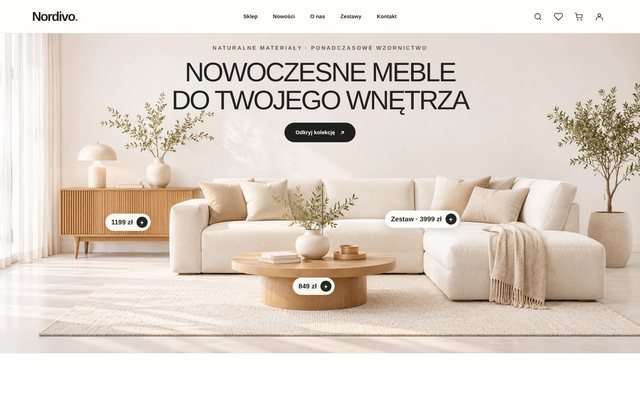 Nordivo.
Sklep
Nowości
O nas
Zestawy
Kontakt
NATURALNE MATERIAŁY · PONADCZASOWE WZORNICTWO
NOWOCZESNE MEBLE
DO TWOJEGO WNĘTRZA
Odkryj kolekcję
1199 zł
Zestaw · 3999 zł
849 zł